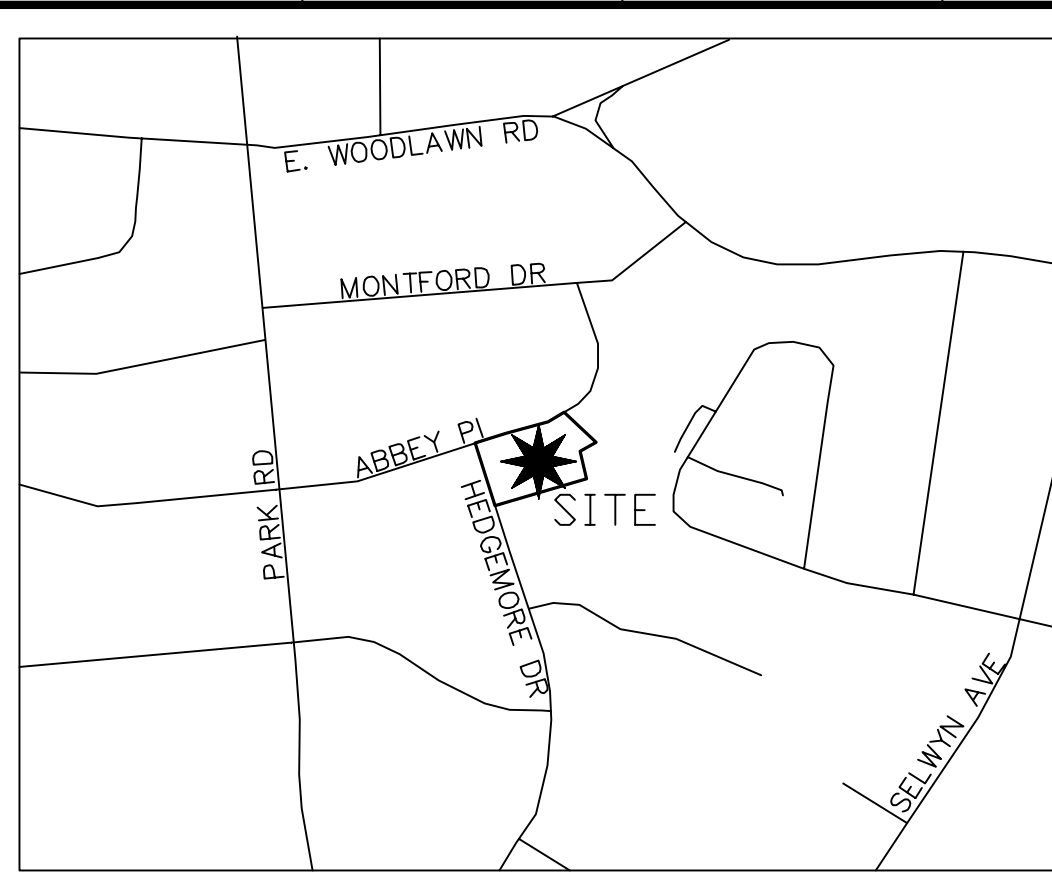 E. WOODLAWN RD
MONTFORD DR
ABBEY Pl
PARK RD
HEDGEMORE DR
SITE
SELWYN AVE